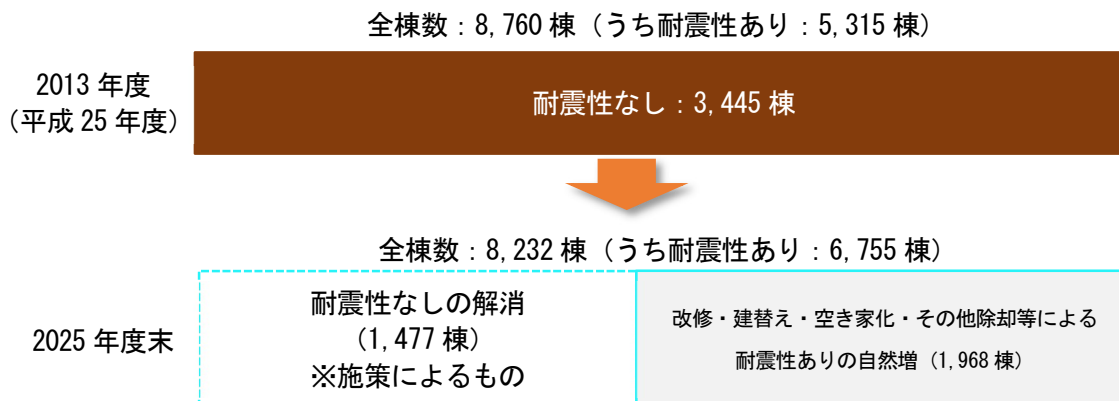 全棟数：8,760 棟（うち耐震性あり：5,315 棟）
2013 年度
（平成 25 年度）
耐震性なし：3,445 棟
全棟数：8,232 棟（うち耐震性あり：6,755 棟）
2025 年度末
耐震性なしの解消
（1,477 棟）
※施策によるもの
改修・建替え・空き家化・その他除却等による
耐震性ありの自然増（1,968 棟）